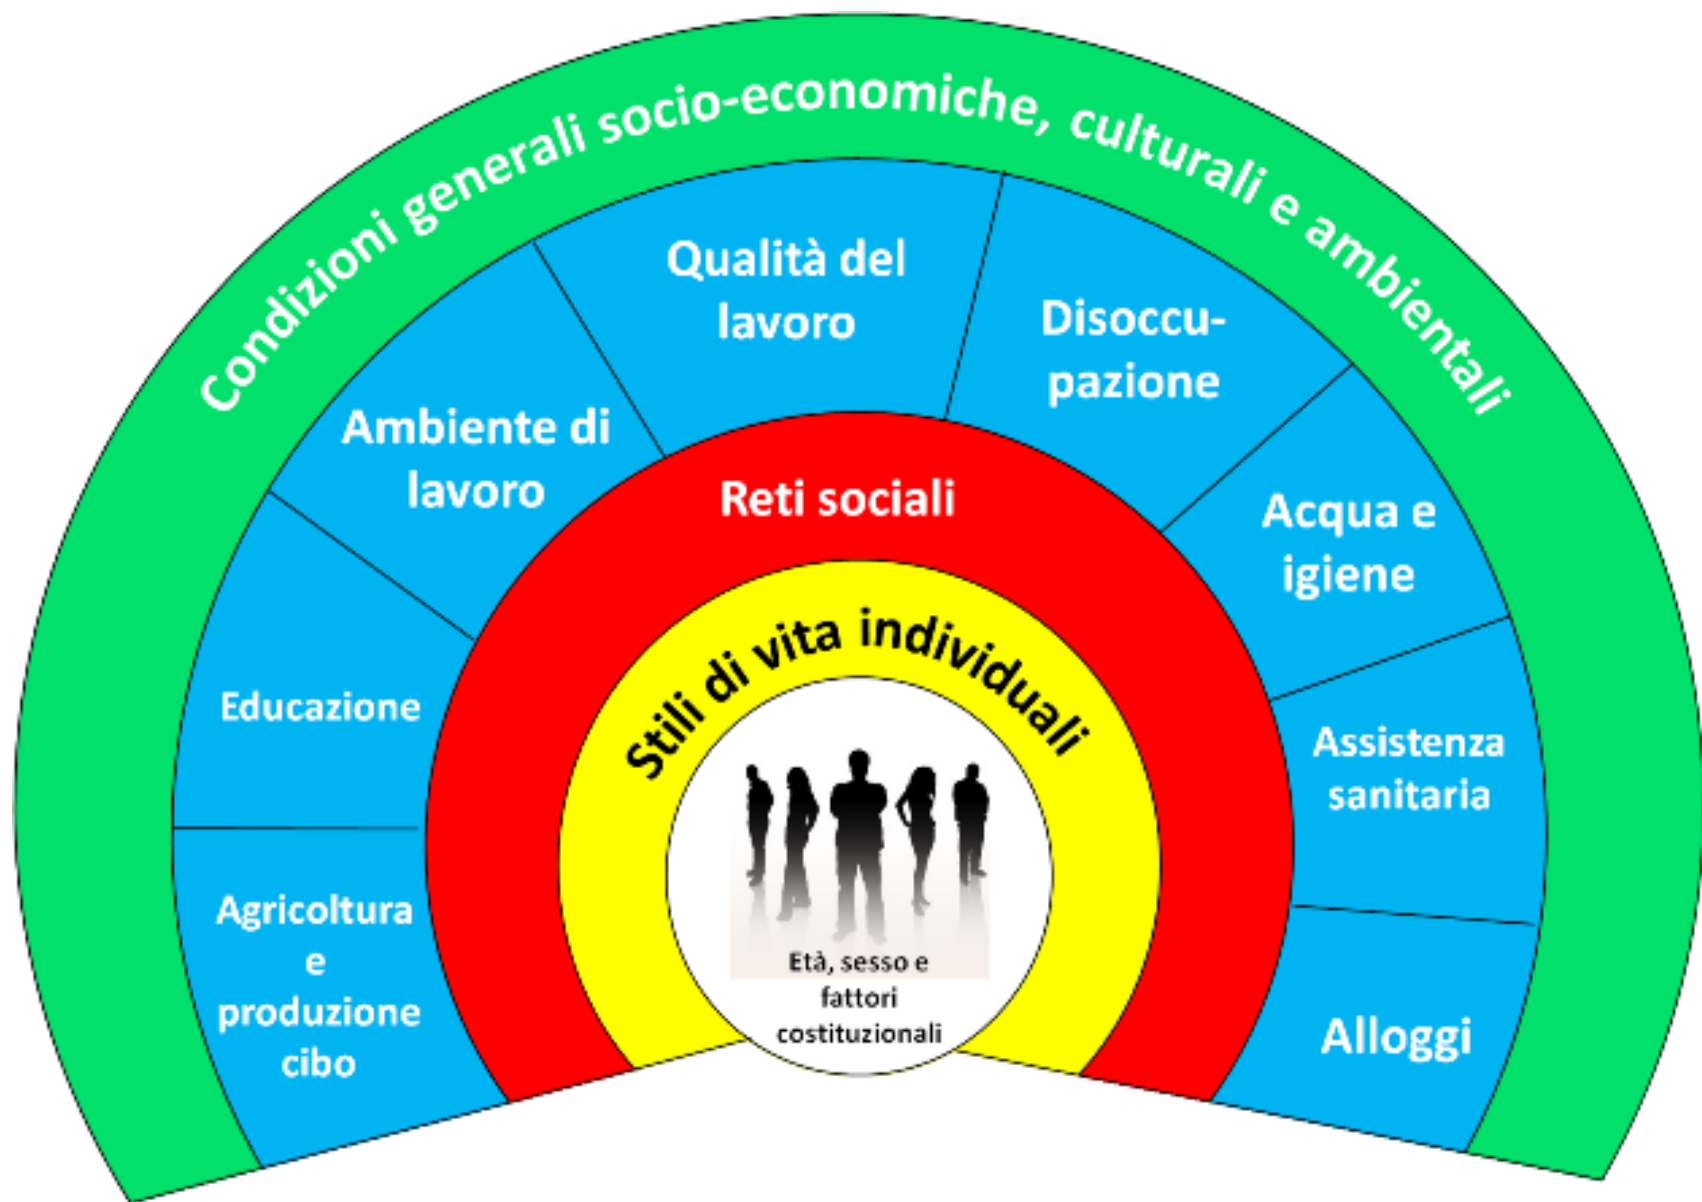 Condizioni generali socio-economiche, culturali e ambientali
Qualità del
lavoro
Disoccu-
pazione
Ambiente di
lavoro
Acqua e
igiene
Educazione
Assistenza
sanitaria
Agricoltura
e
produzione
cibo
Alloggi
Reti sociali
Stili di vita individuali
Età, sesso e
fattori
costituzionali